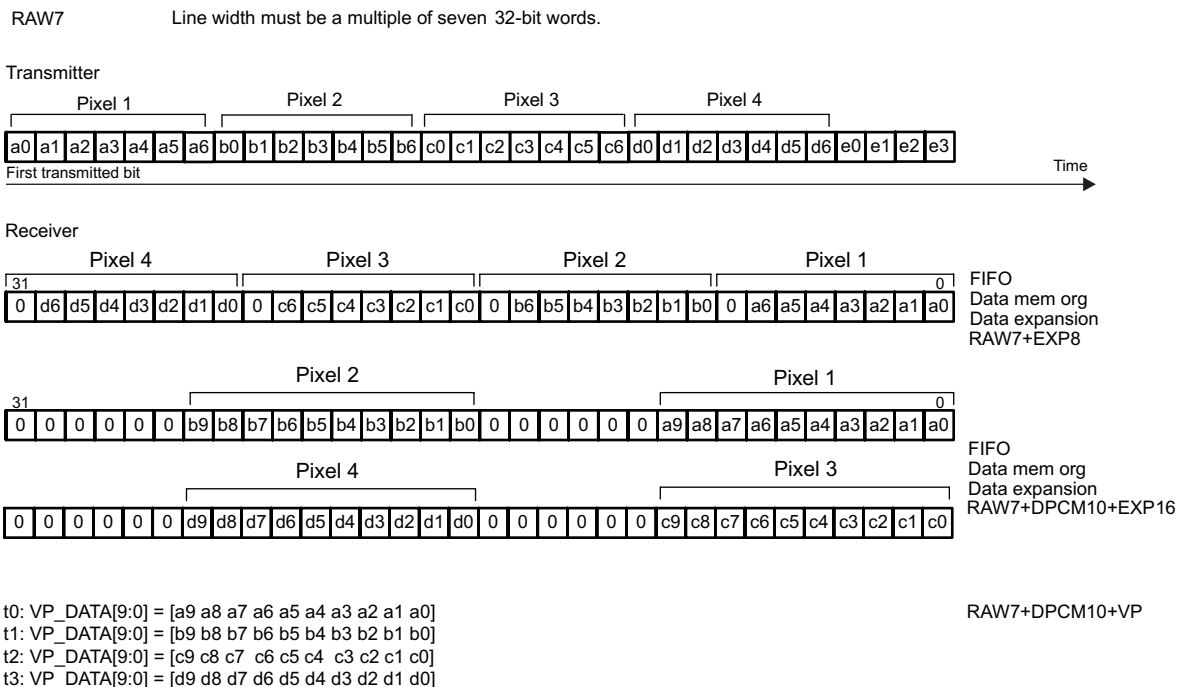 RAW7 Line width must be a multiple of seven 32-bit words.
Transmitter
Pixel 1 Pixel 2 Pixel 3 Pixel 4
a0 a1 a2 a3 a4 a5 a6 b0 b1 b2 b3 b4 b5 b6 c0 c1 c2 c3 c4 c5 c6 d0 d1 d2 d3 d4 d5 d6 e0 e1 e2 e3
First transmitted bit Time
Receiver
Pixel 4 Pixel 3 Pixel 2 Pixel 1
31 0
0 d6 d5 d4 d3 d2 d1 d0 0 c6 c5 c4 c3 c2 c1 c0 0 b6 b5 b4 b3 b2 b1 b0 0 a6 a5 a4 a3 a2 a1 a0
FIFO
Data mem org
Data expansion
RAW7+EXP8
Pixel 2 Pixel 1
31 0
0 0 0 0 0 0 b9 b8 b7 b6 b5 b4 b3 b2 b1 b0 0 0 0 0 0 0 a9 a8 a7 a6 a5 a4 a3 a2 a1 a0
Pixel 4 Pixel 3
0 0 0 0 0 0 d9 d8 d7 d6 d5 d4 d3 d2 d1 d0 0 0 0 0 0 0 c9 c8 c7 c6 c5 c4 c3 c2 c1 c0
FIFO
Data mem org
Data expansion
RAW7+DPCM10+EXP16
t0: VP_DATA[9:0] = [a9 a8 a7 a6 a5 a4 a3 a2 a1 a0] RAW7+DPCM10+VP
t1: VP_DATA[9:0] = [b9 b8 b7 b6 b5 b4 b3 b2 b1 b0]
t2: VP_DATA[9:0] = [c9 c8 c7 c6 c5 c4 c3 c2 c1 c0]
t3: VP_DATA[9:0] = [d9 d8 d7 d6 d5 d4 d3 d2 d1 d0]